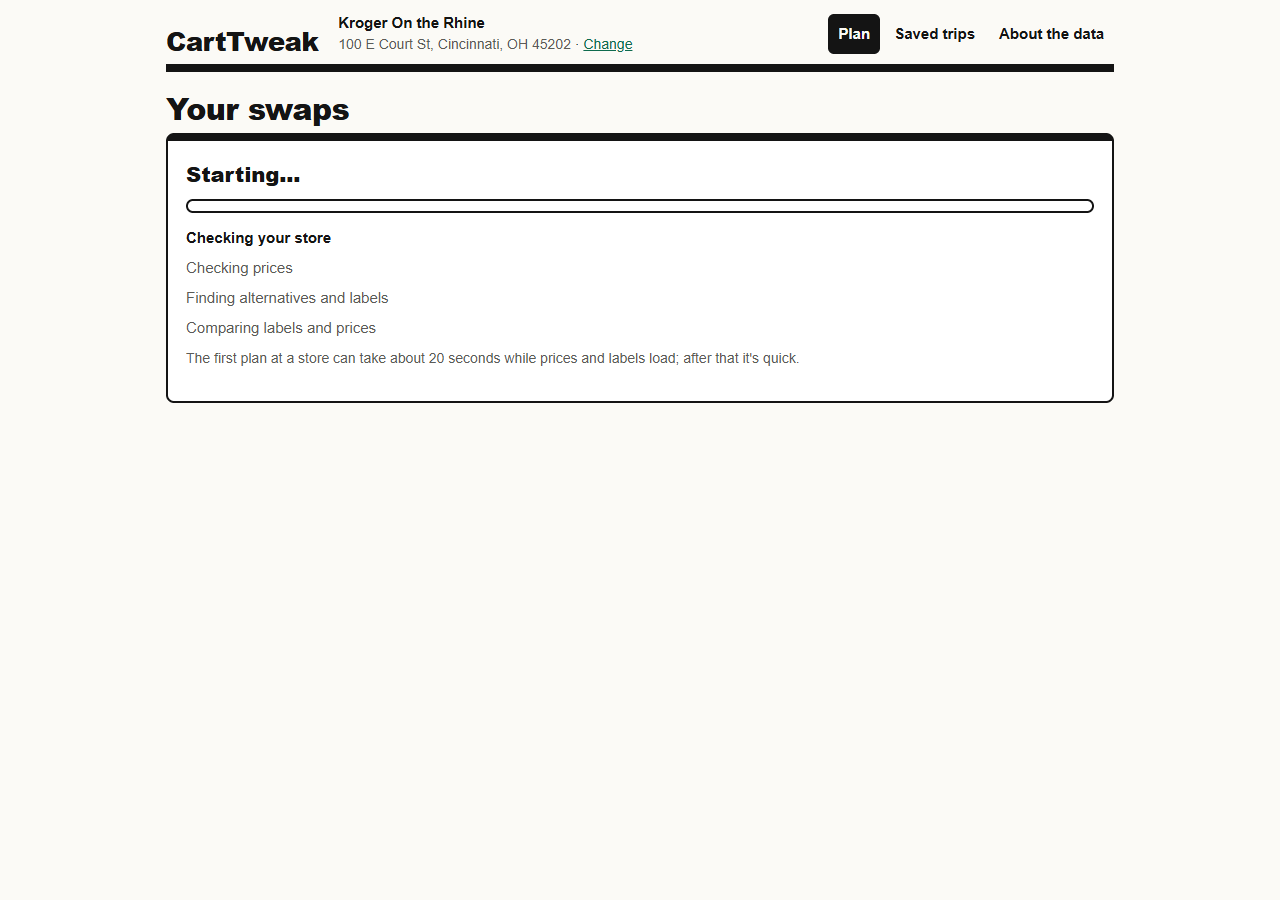 CartTweak
Kroger On the Rhine
100 E Court St, Cincinnati, OH 45202 · Change
Plan
Saved trips
About the data
Your swaps
Starting...
Checking your store
Checking prices
Finding alternatives and labels
Comparing labels and prices
The first plan at a store can take about 20 seconds while prices and labels load; after that it's quick.